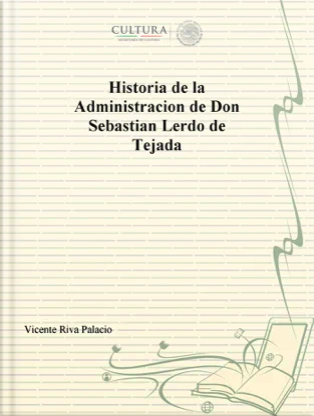 CULTURA
Historia de la
Administracion de Don
Sebastian Lerdo de
Tejada
Vicente Riva Palacio